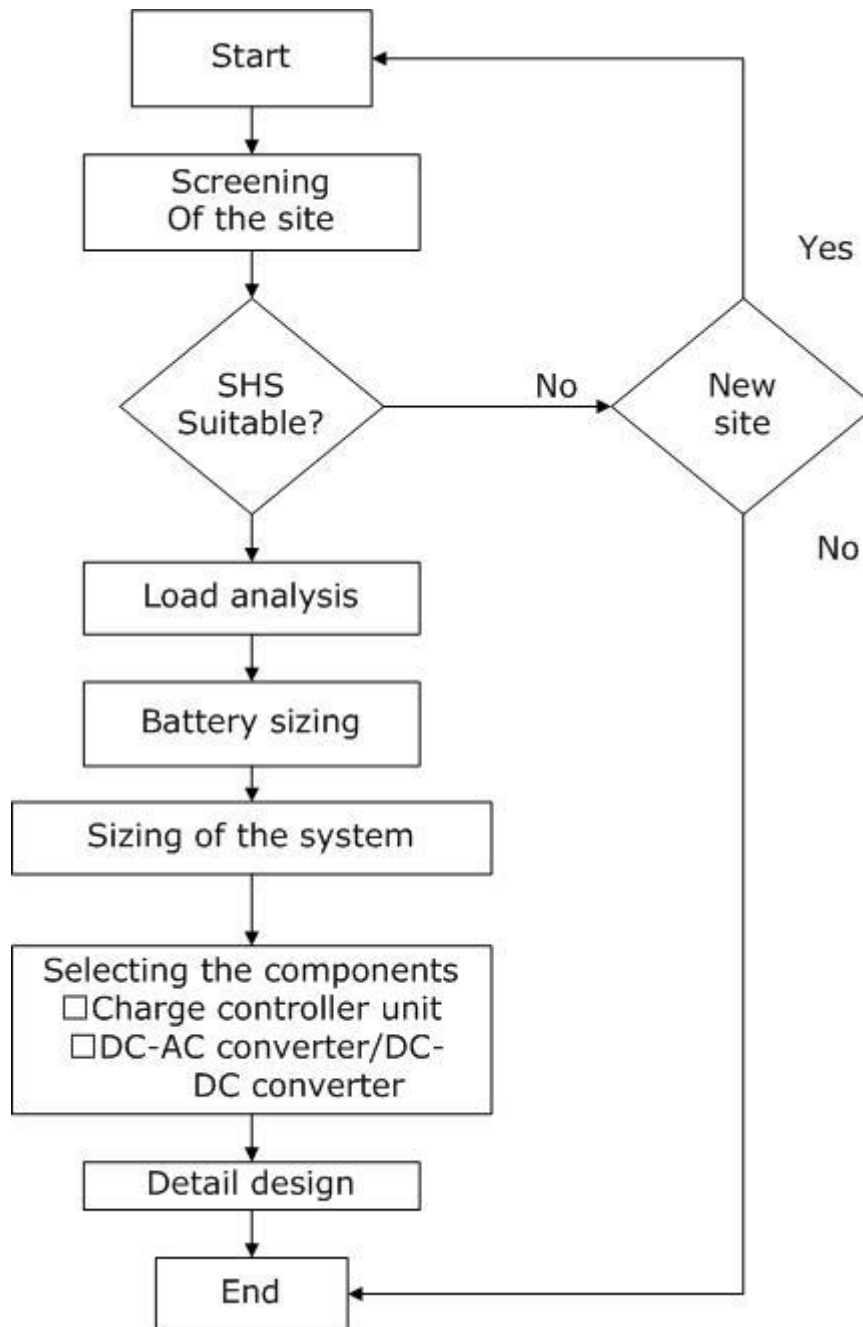 Start
Screening
Of the site
Yes
SHS
Suitable?
No
New
site
No
Load analysis
Battery sizing
Sizing of the system
Selecting the components
□Charge controller unit
□DC-AC converter/DC-
DC converter
Detail design
End